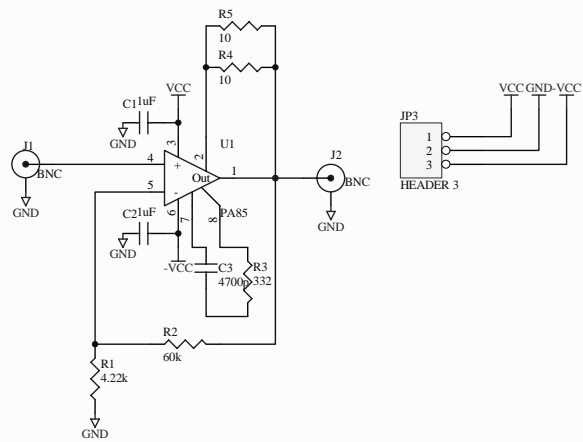 R5
10
R4
10
VCC
C1 1uF
GND
3
2
U1
J1
BNC
GND
4
+
5
-
Out
1
J2
BNC
GND
C2 1uF
GND
6
7
8
PA85
-VCC
C3
4700p
R3
332
R2
60k
R1
4.22k
GND
VCC GND -VCC
JP3
1
2
3
HEADER 3